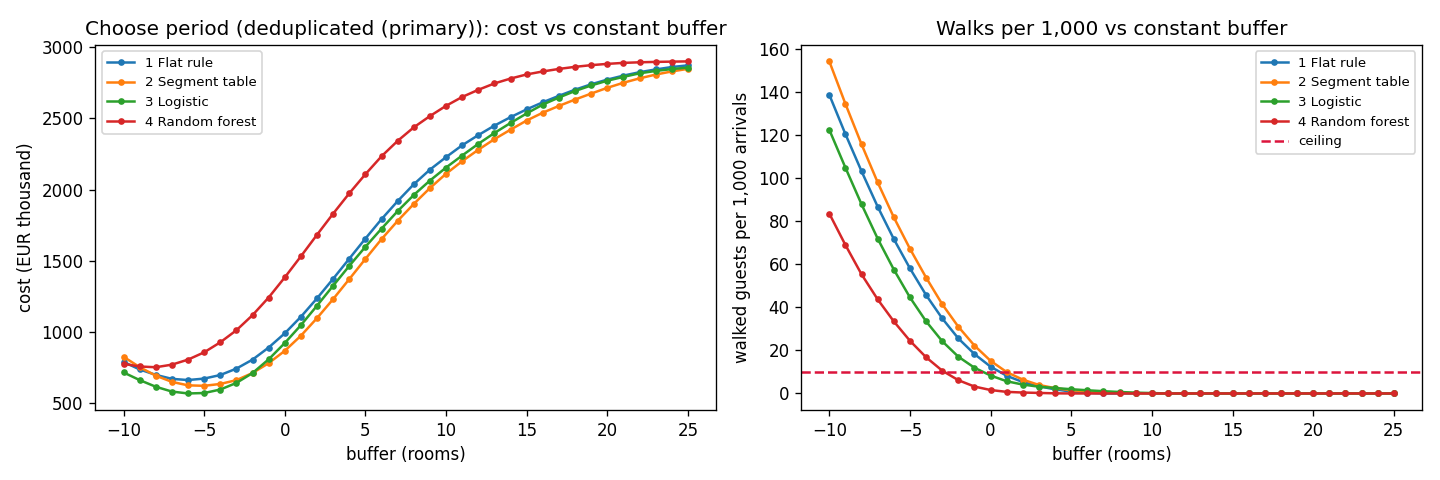 Choose period (deduplicated (primary)): cost vs constant buffer
cost (EUR thousand)
3000
2500
2000
1500
1000
500
1 Flat rule
2 Segment table
3 Logistic
4 Random forest
−10 −5 0 5 10 15 20 25
buffer (rooms)
Walks per 1,000 vs constant buffer
walked guests per 1,000 arrivals
160
140
120
100
80
60
40
20
0
1 Flat rule
2 Segment table
3 Logistic
4 Random forest
ceiling
−10 −5 0 5 10 15 20 25
buffer (rooms)